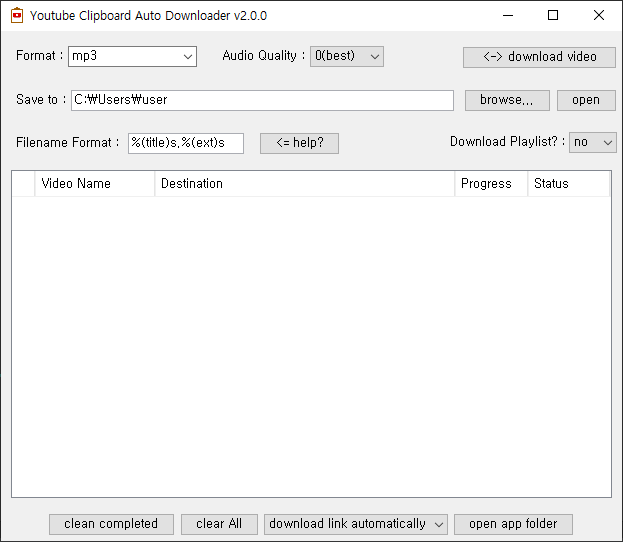 Youtube Clipboard Auto Downloader v2.0.0
Format : mp3 Audio Quality : 0(best) <-> download video
Save to : C:₩Users₩user browse... open
Filename Format : %(title)s.%(ext)s <= help? Download Playlist? : no
Video Name Destination Progress Status
clean completed clear All download link automatically open app folder